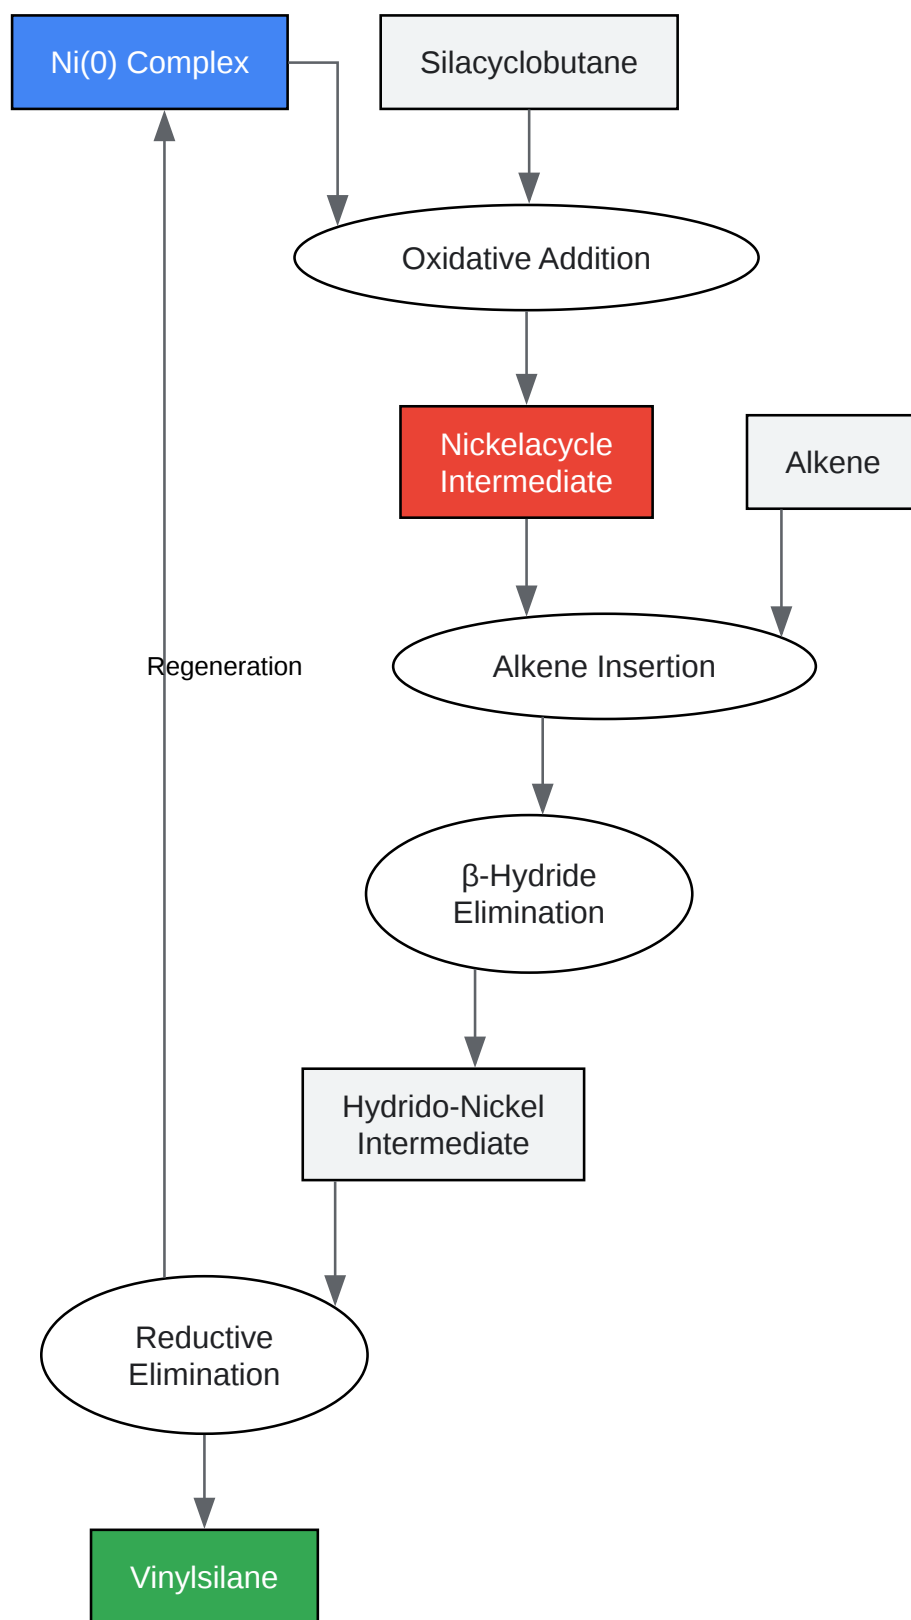 Ni(0) Complex
Silacyclobutane
Oxidative Addition
Nickelacycle
Intermediate
Alkene
Regeneration
Alkene Insertion
β-Hydride
Elimination
Hydrido-Nickel
Intermediate
Reductive
Elimination
Vinylsilane